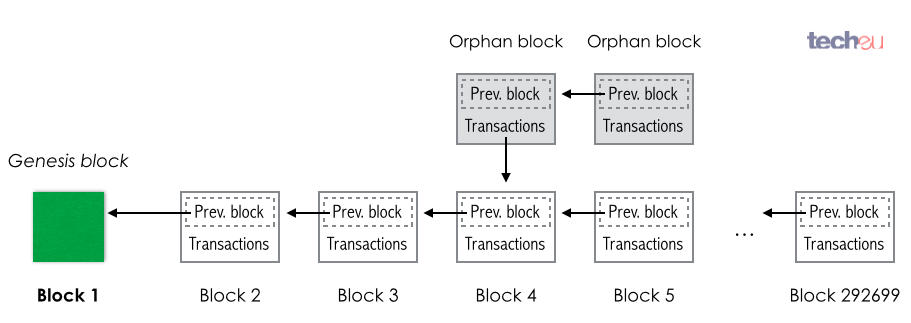 Orphan block Orphan block
techeu
Prev. block Prev. block
Transactions Transactions
Genesis block
Prev. block Prev. block Prev. block Prev. block Prev. block
Transactions Transactions Transactions Transactions ... Transactions
Block 1 Block 2 Block 3 Block 4 Block 5 Block 292699